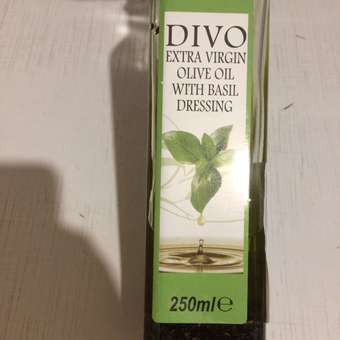 DIVO
EXTRA VIRGIN
OLIVE OIL
WITH BASIL
DRESSING
250ml℮